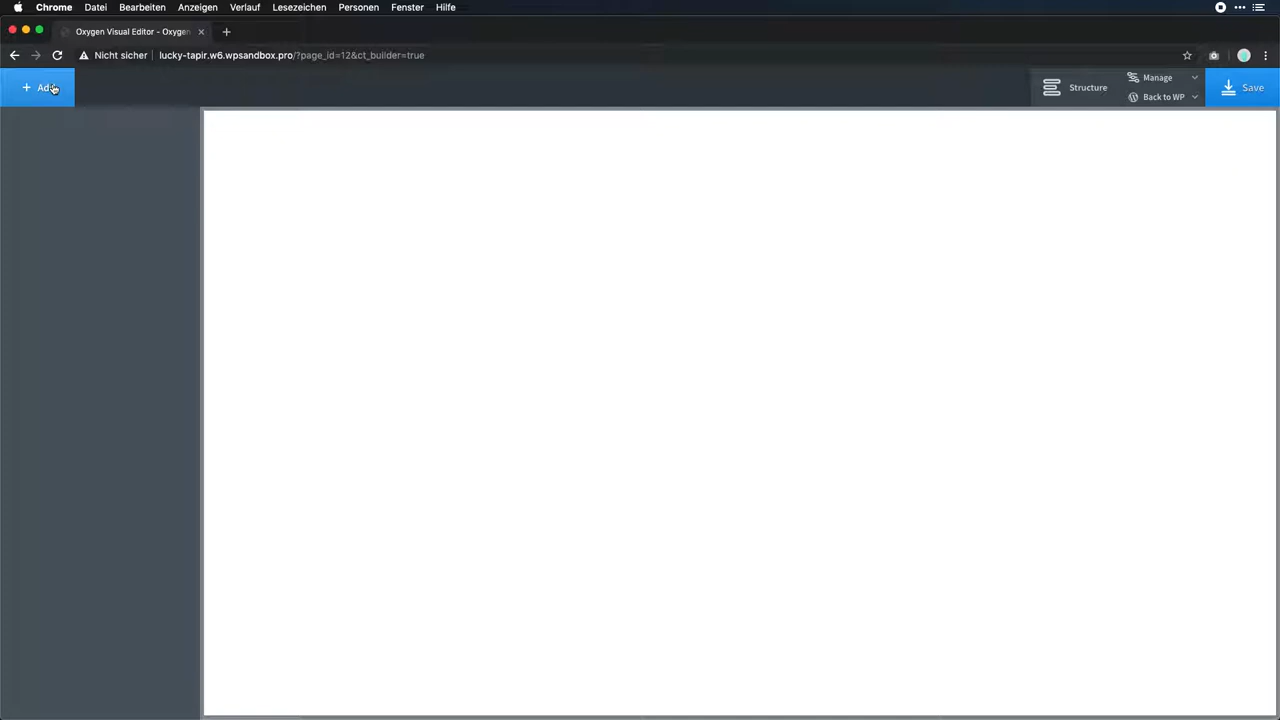 Chrome Datei Bearbeiten Anzeigen Verlauf Lesezeichen Personen Fenster Hilfe
Oxygen Visual Editor - Oxygen
Nicht sicher lucky-tapir.w6.wpsandbox.pro/?page_id=12&ct_builder=true
+ Add
Structure
Manage
Back to WP
Save